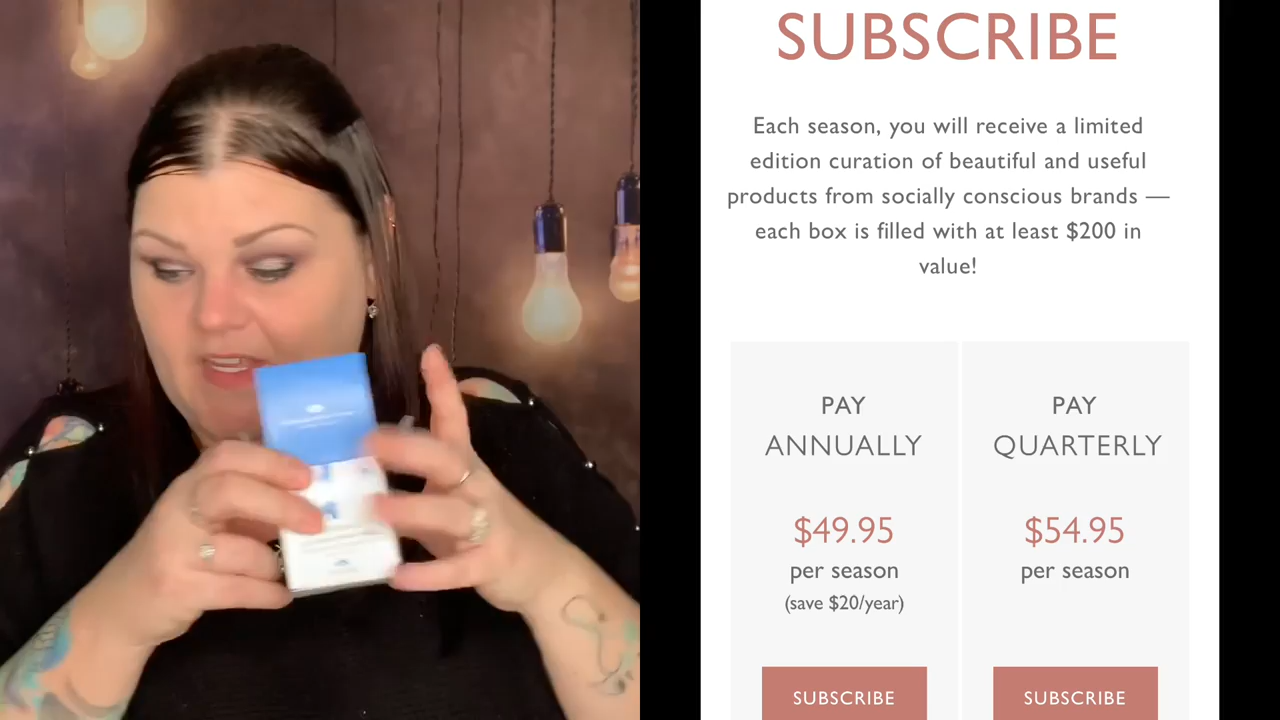 SUBSCRIBE
Each season, you will receive a limited
edition curation of beautiful and useful
products from socially conscious brands —
each box is filled with at least $200 in
value!
PAY
ANNUALLY
$49.95
per season
(save $20/year)
SUBSCRIBE
PAY
QUARTERLY
$54.95
per season
SUBSCRIBE